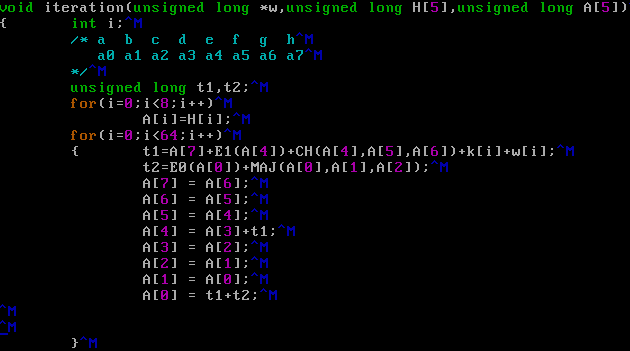 void iteration(unsigned long *w,unsigned long H[5],unsigned long A[5])
{       int i;^M
        /* a  b  c  d  e  f  g  h^M
           a0 a1 a2 a3 a4 a5 a6 a7^M
        */^M
        unsigned long t1,t2;^M
        for(i=0;i<8;i++)^M
                A[i]=H[i];^M
        for(i=0;i<64;i++)^M
        {       t1=A[7]+E1(A[4])+CH(A[4],A[5],A[6])+k[i]+w[i];^M
                t2=E0(A[0])+MAJ(A[0],A[1],A[2]);^M
                A[7] = A[6];^M
                A[6] = A[5];^M
                A[5] = A[4];^M
                A[4] = A[3]+t1;^M
                A[3] = A[2];^M
                A[2] = A[1];^M
                A[1] = A[0];^M
                A[0] = t1+t2;^M
^M
^M
        }^M